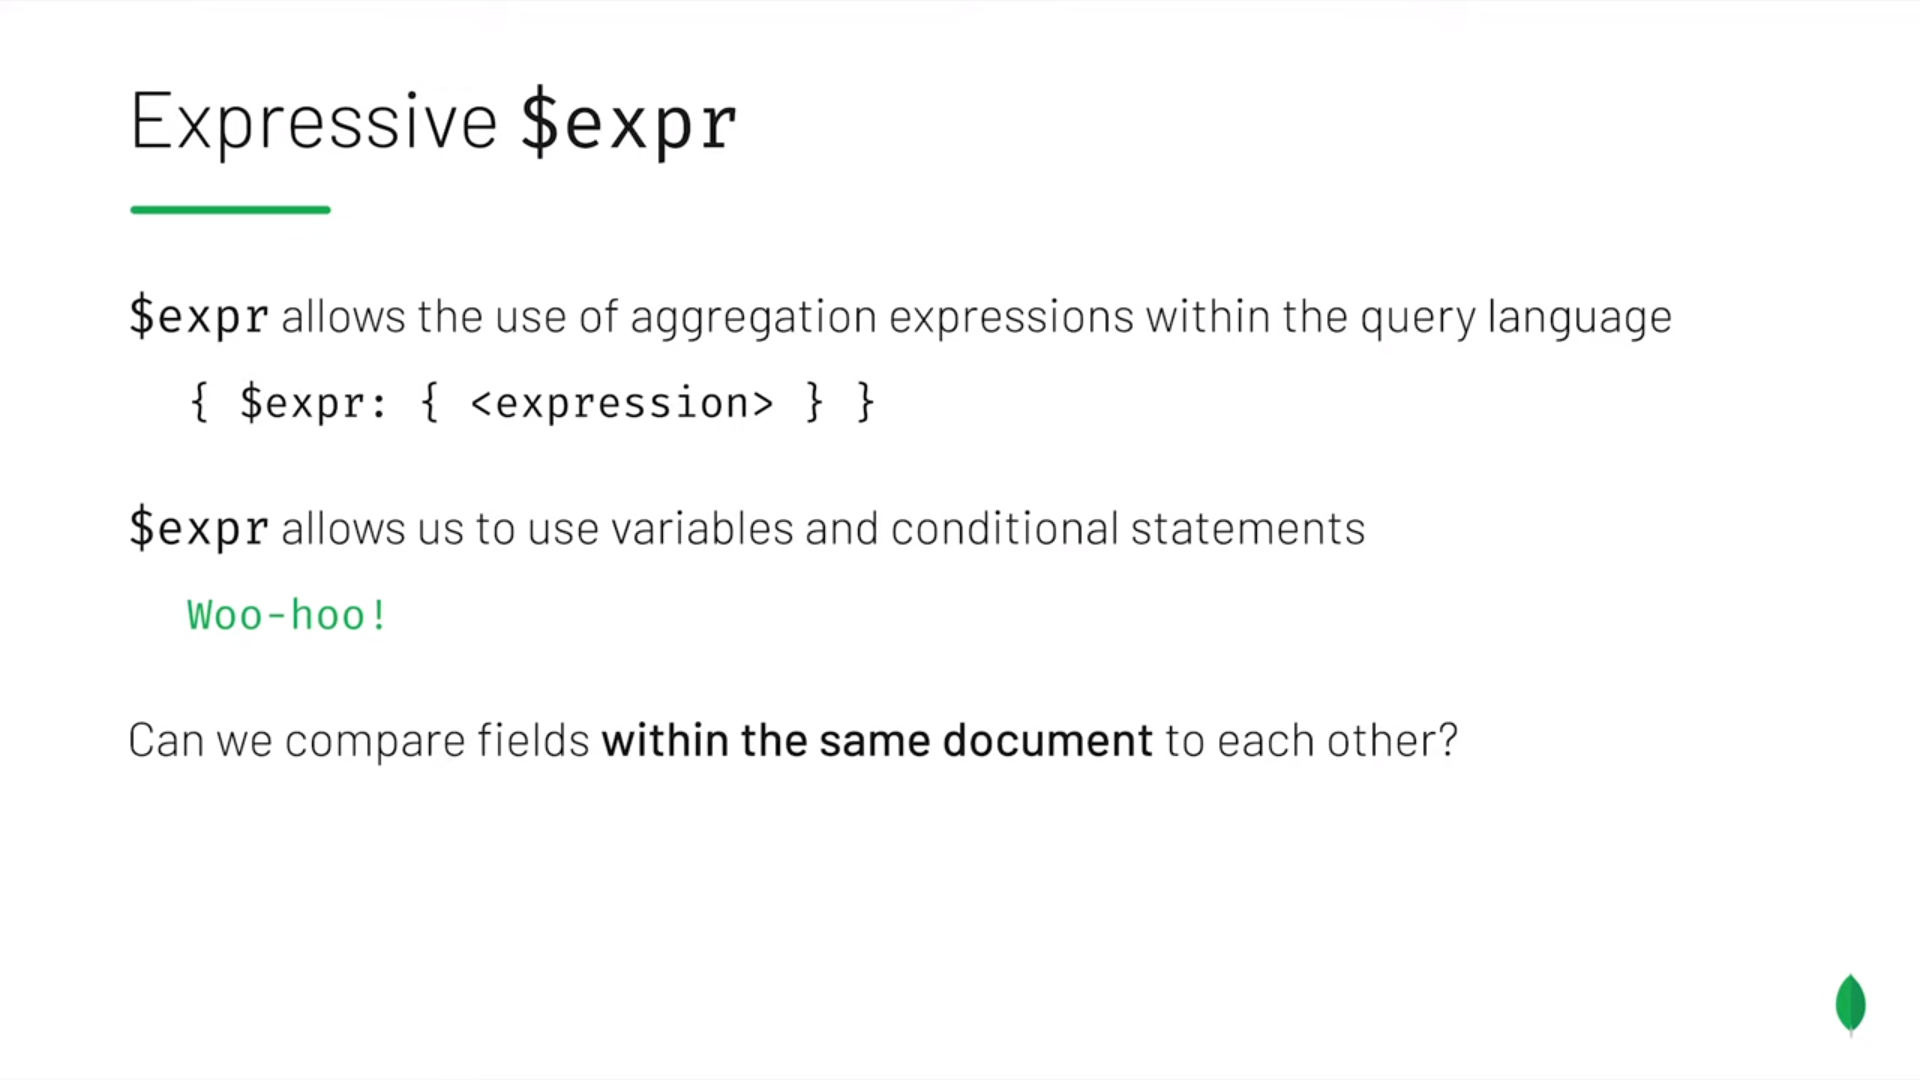 Expressive $expr
$expr allows the use of aggregation expressions within the query language
{ $expr: { <expression> } }
$expr allows us to use variables and conditional statements
Woo-hoo!
Can we compare fields within the same document to each other?